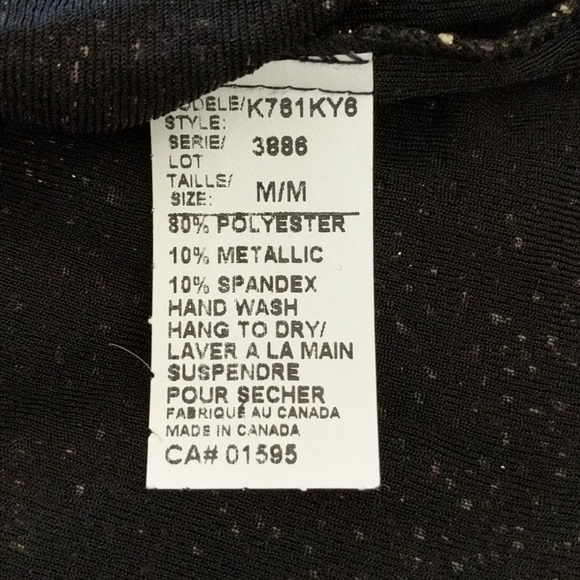 MODELE/ K761KY6
STYLE:
SERIE/ 3886
LOT
TAILLE/
SIZE: M/M
80% POLYESTER
10% METALLIC
10% SPANDEX
HAND WASH
HANG TO DRY/
LAVER A LA MAIN
SUSPENDRE
POUR SECHER
FABRIQUÉ AU CANADA
MADE IN CANADA
CA# 01595